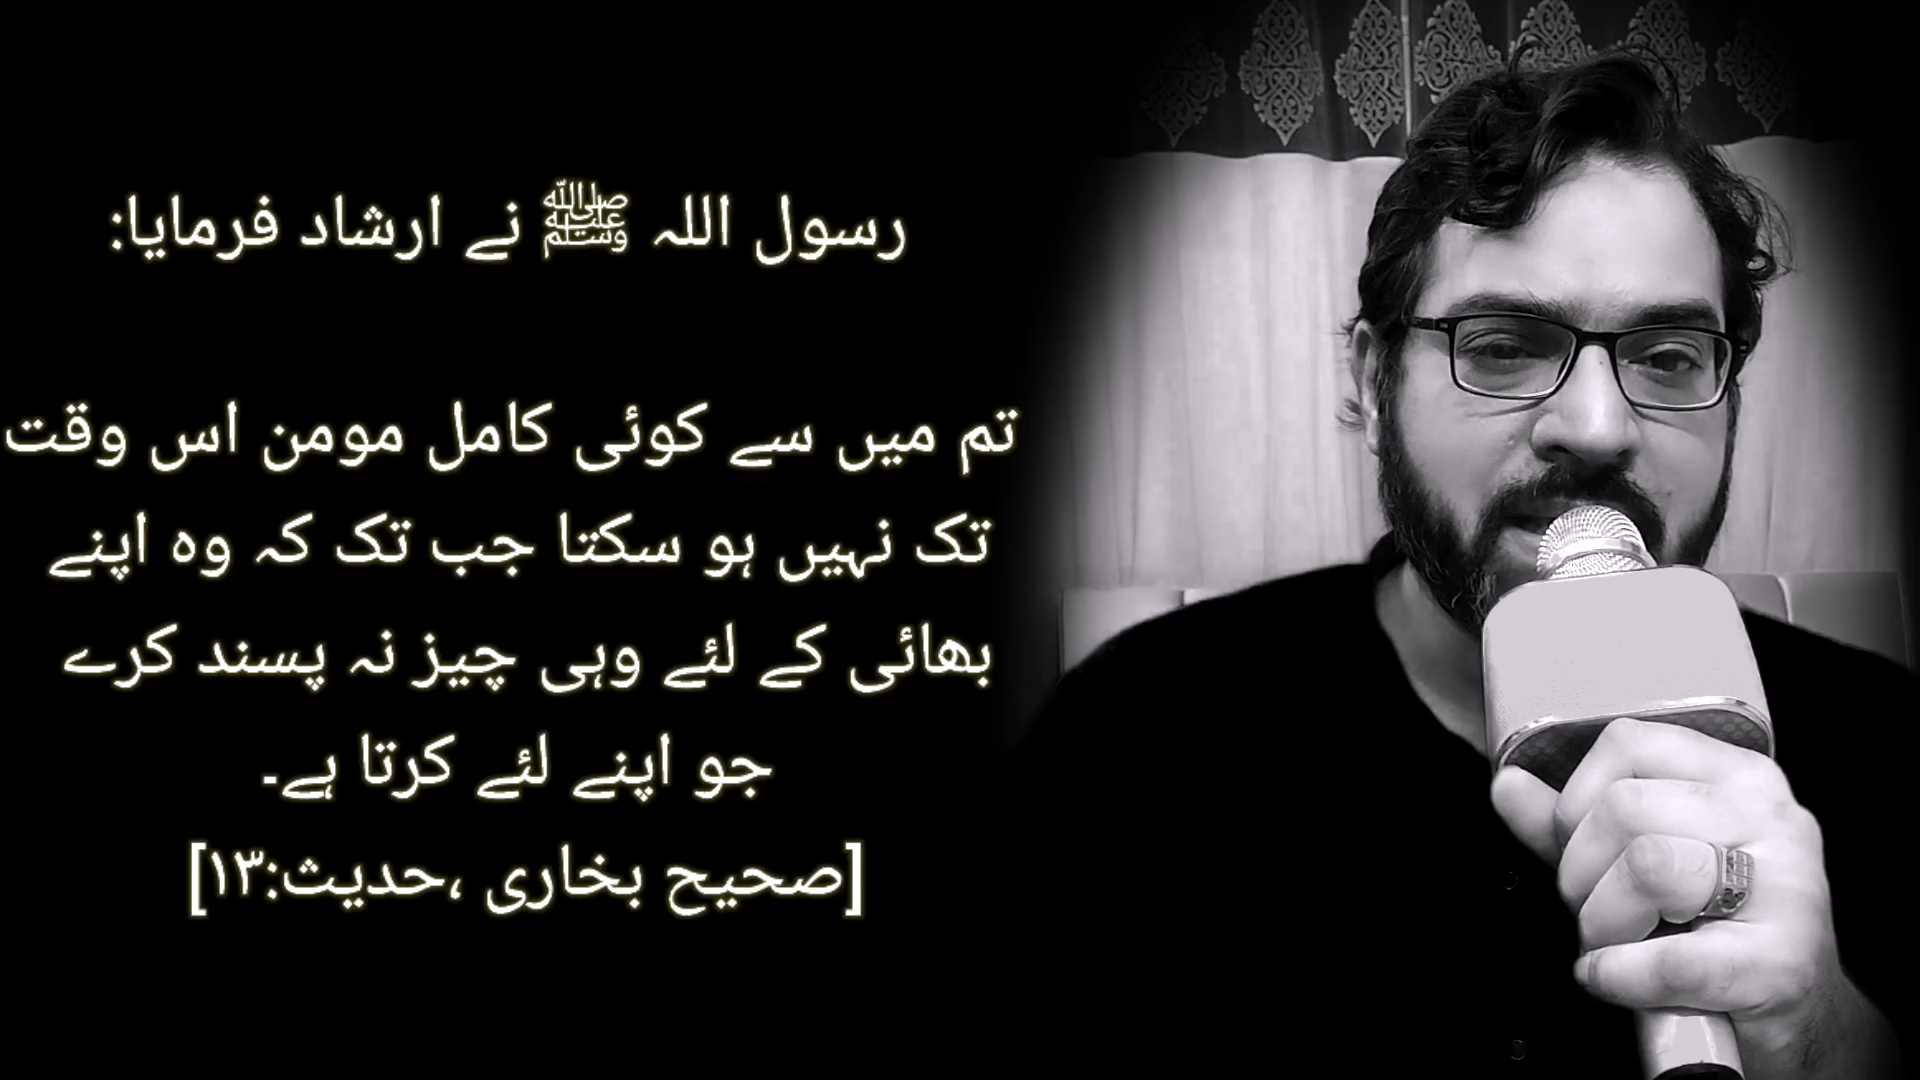 رسول اللہ ﷺ نے ارشاد فرمایا:
تم میں سے کوئی کامل مومن اس وقت
تک نہیں ہو سکتا جب تک کہ وہ اپنے
بھائی کے لئے وہی چیز نہ پسند کرے
جو اپنے لئے کرتا ہے۔
[صحیح بخاری ،حدیث:۱۳]